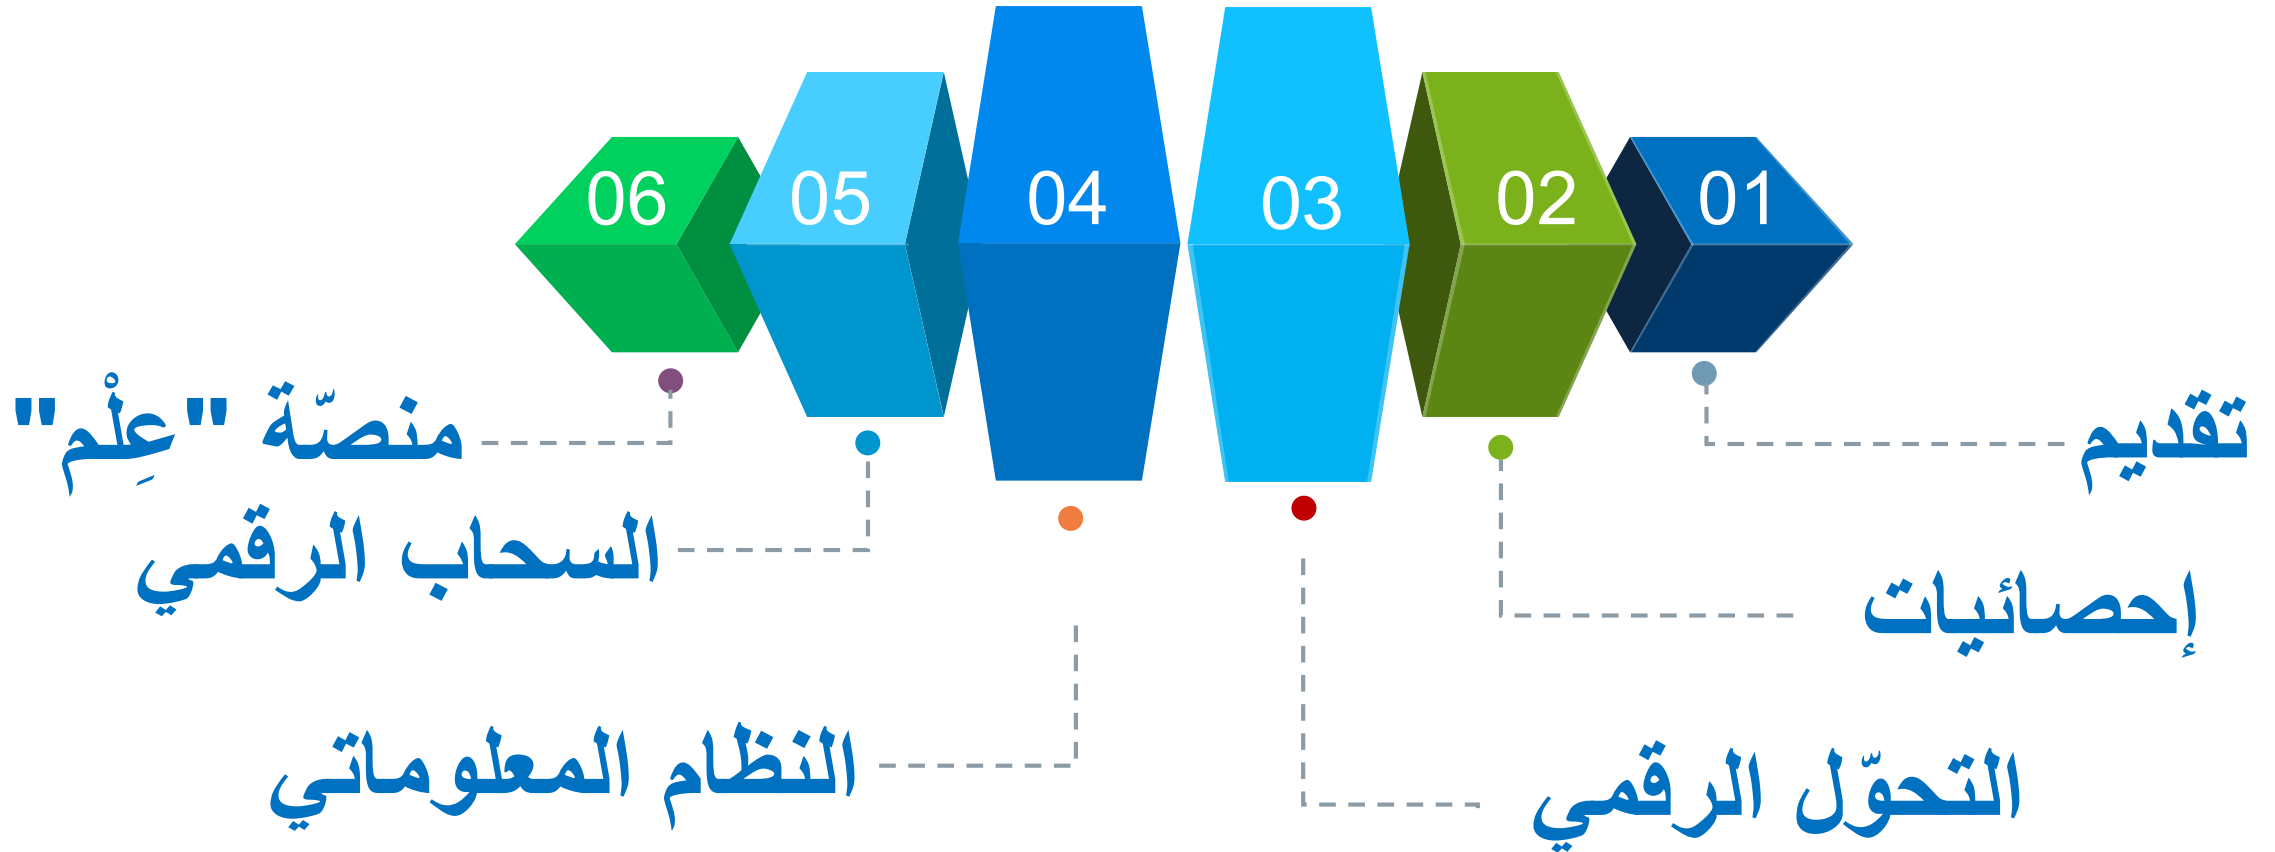 01
تقديم
02
إحصائيات
03
التحوّل الرقمي
04
النظام المعلوماتي
05
السحاب الرقمي
06
منصّة "عِلْم"